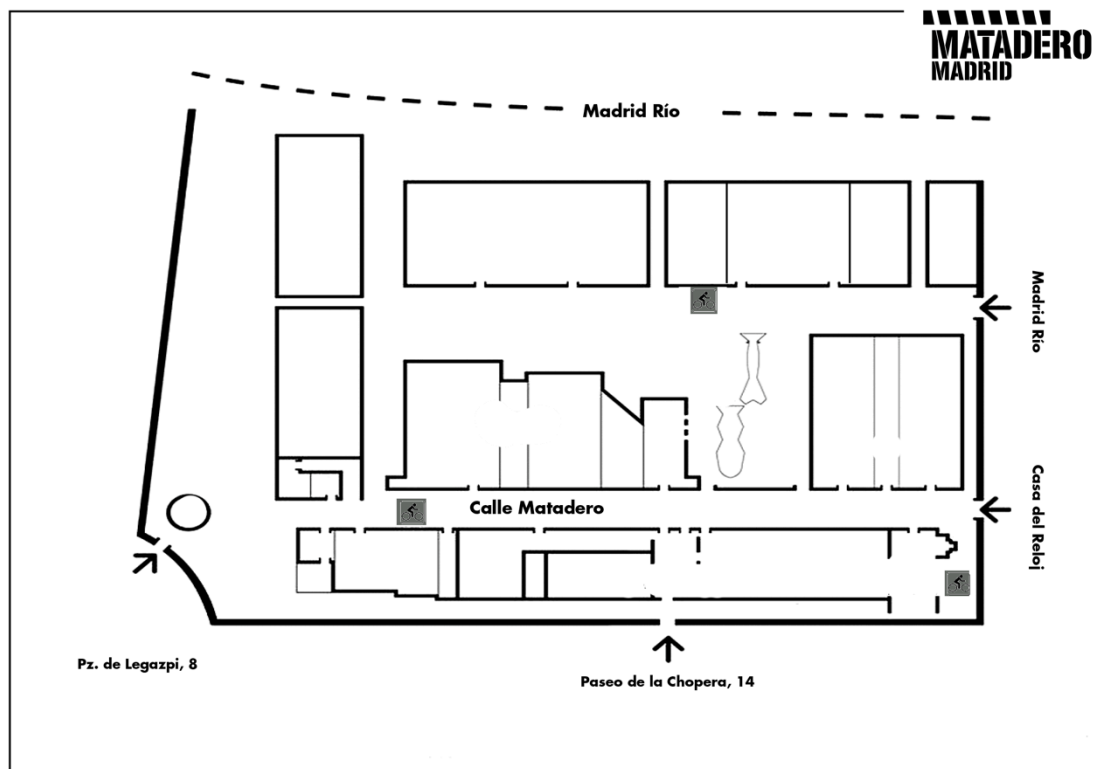 MATADERO
MADRID
Madrid Río
Madrid Río
Calle Matadero
Casa del Reloj
Pz. de Legazpi, 8
Paseo de la Chopera, 14